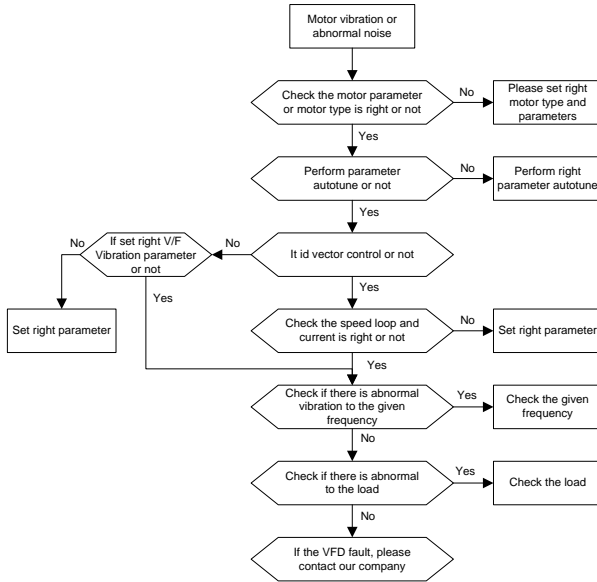 Motor vibration or
abnormal noise
Check the motor parameter
or motor type is right or not
No
Please set right
motor type and
parameters
Yes
Perform parameter
autotune or not
No
Perform right
parameter autotune
Yes
No
If set right V/F
Vibration parameter
or not
No
It id vector control or not
Yes
Yes
Set right parameter
Check the speed loop and
current is right or not
No
Set right parameter
Yes
Check if there is abnormal
vibration to the given
frequency
Yes
Check the given
frequency
No
Check if there is abnormal
to the load
Yes
Check the load
No
If the VFD fault, please
contact our company